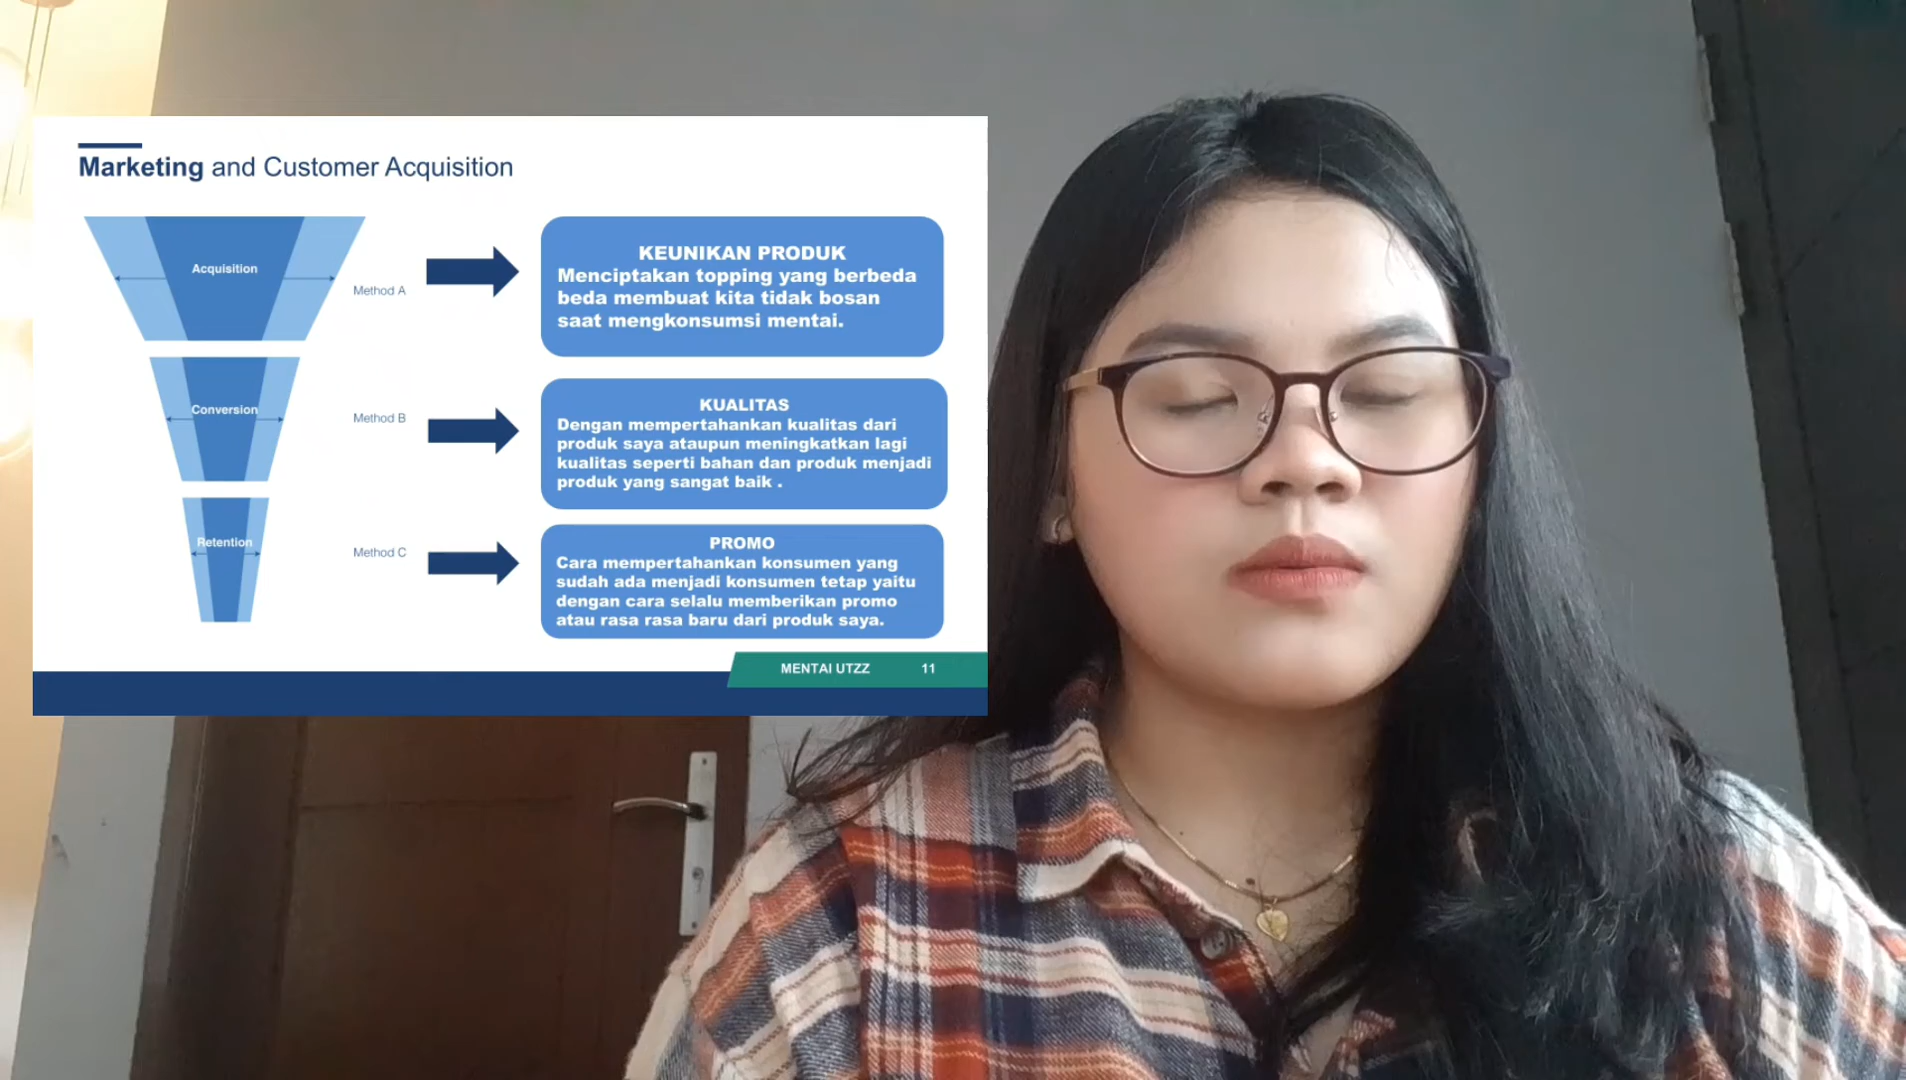 Marketing and Customer Acquisition
Acquisition
Method A
KEUNIKAN PRODUK
Menciptakan topping yang berbeda
beda membuat kita tidak bosan
saat mengkonsumsi mentai.
Conversion
Method B
KUALITAS
Dengan mempertahankan kualitas dari
produk saya ataupun meningkatkan lagi
kualitas seperti bahan dan produk menjadi
produk yang sangat baik .
Retention
Method C
PROMO
Cara mempertahankan konsumen yang
sudah ada menjadi konsumen tetap yaitu
dengan cara selalu memberikan promo
atau rasa rasa baru dari produk saya.
MENTAI UTZZ 11